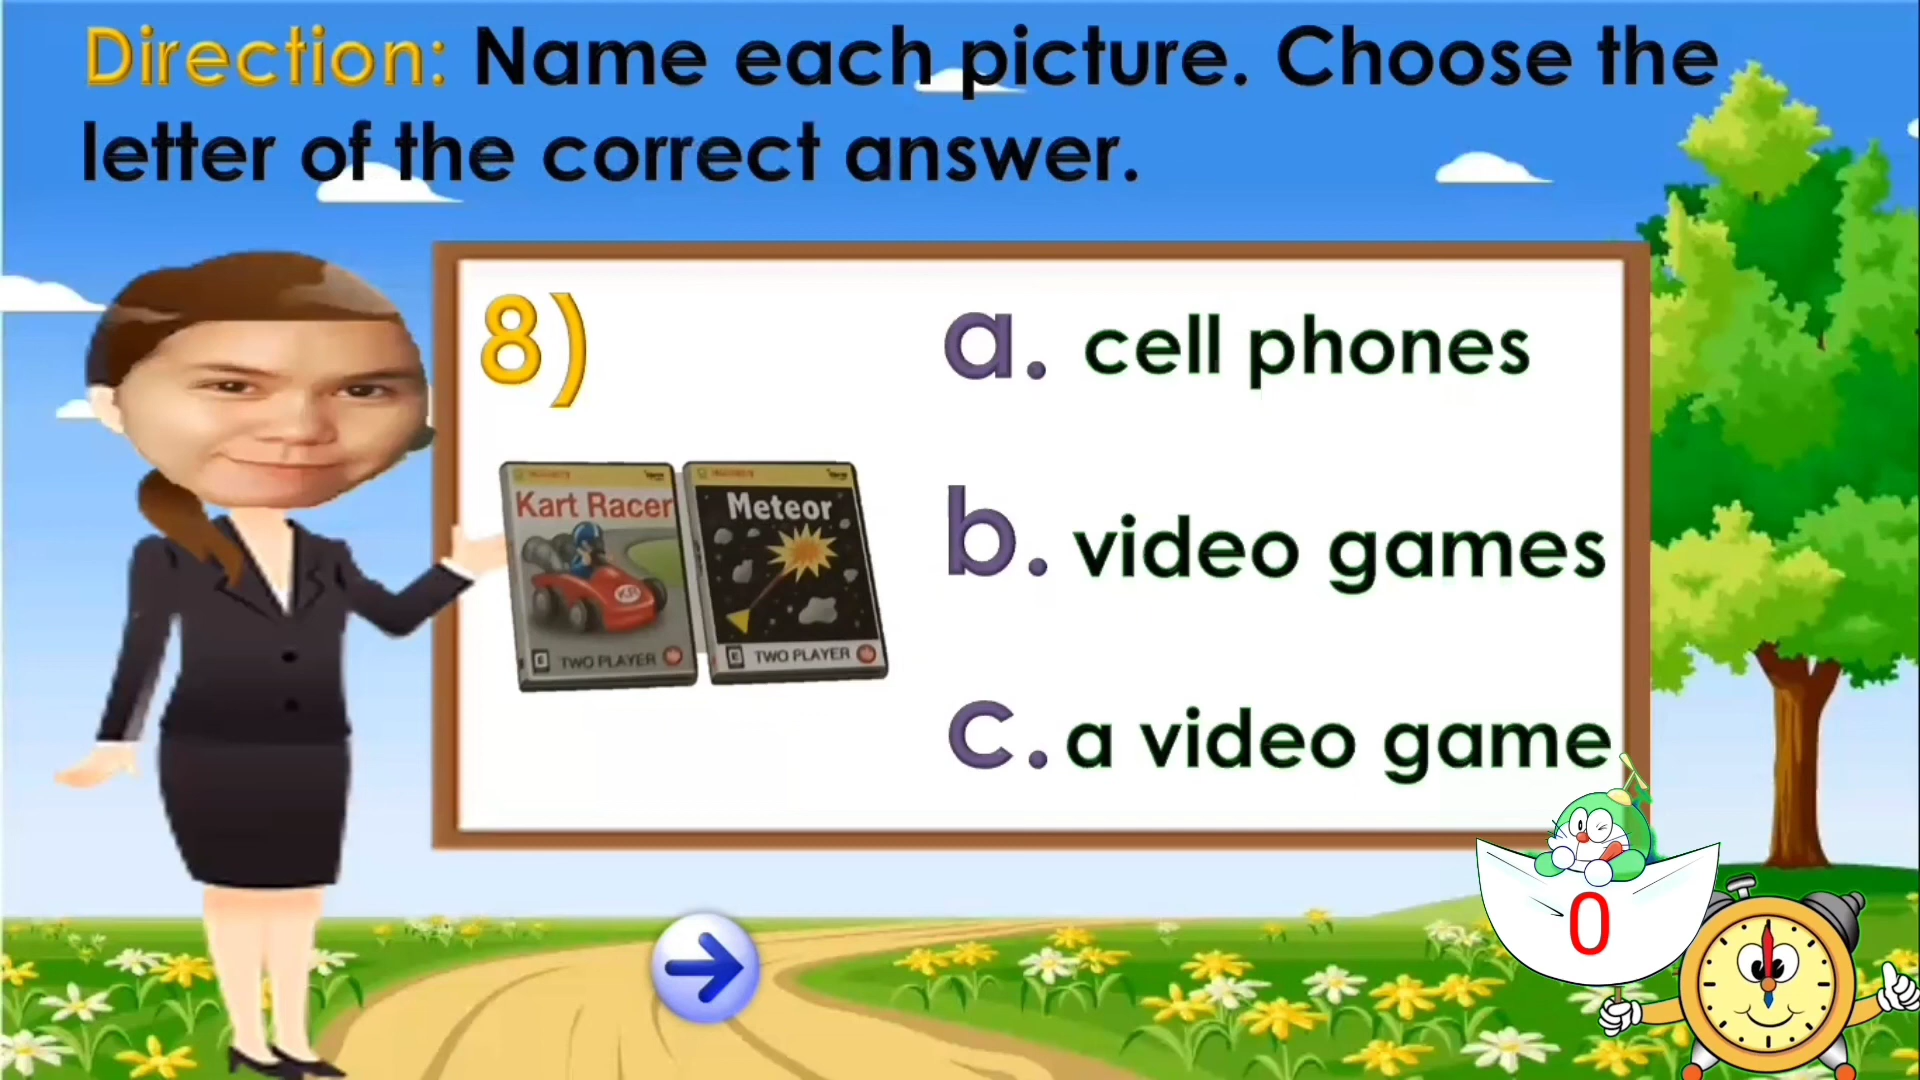 Direction: Name each picture. Choose the
letter of the correct answer.
8)
a. cell phones
Kart Racer
Meteor
b. video games
KR
E TWO PLAYER
E TWO PLAYER
c. a video game
0